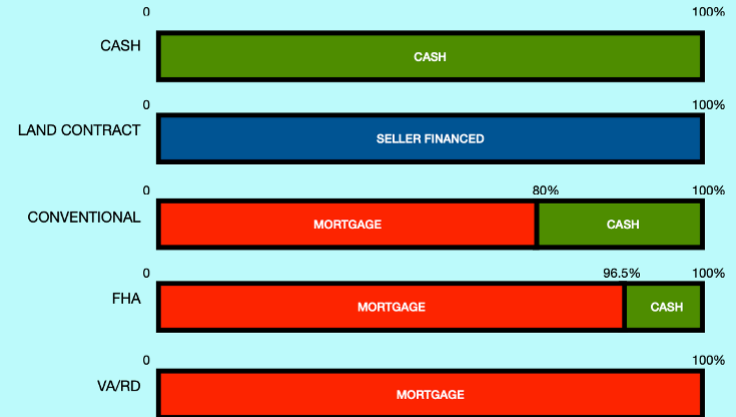 0 100%
CASH
CASH
0 100%
LAND CONTRACT
SELLER FINANCED
0 80% 100%
CONVENTIONAL
MORTGAGE CASH
0 96.5% 100%
FHA
MORTGAGE CASH
0 100%
VA/RD
MORTGAGE